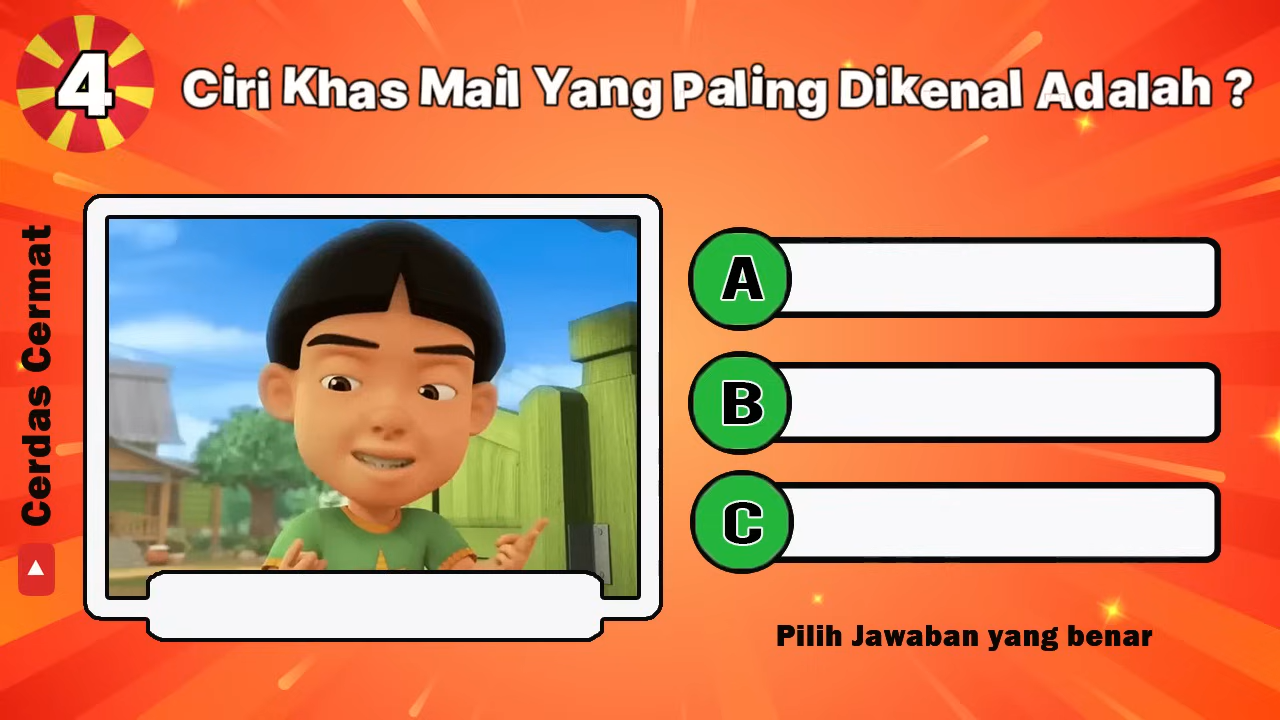 4
Ciri Khas Mail Yang Paling Dikenal Adalah ?
Cerdas Cermat
A
B
C
Pilih Jawaban yang benar